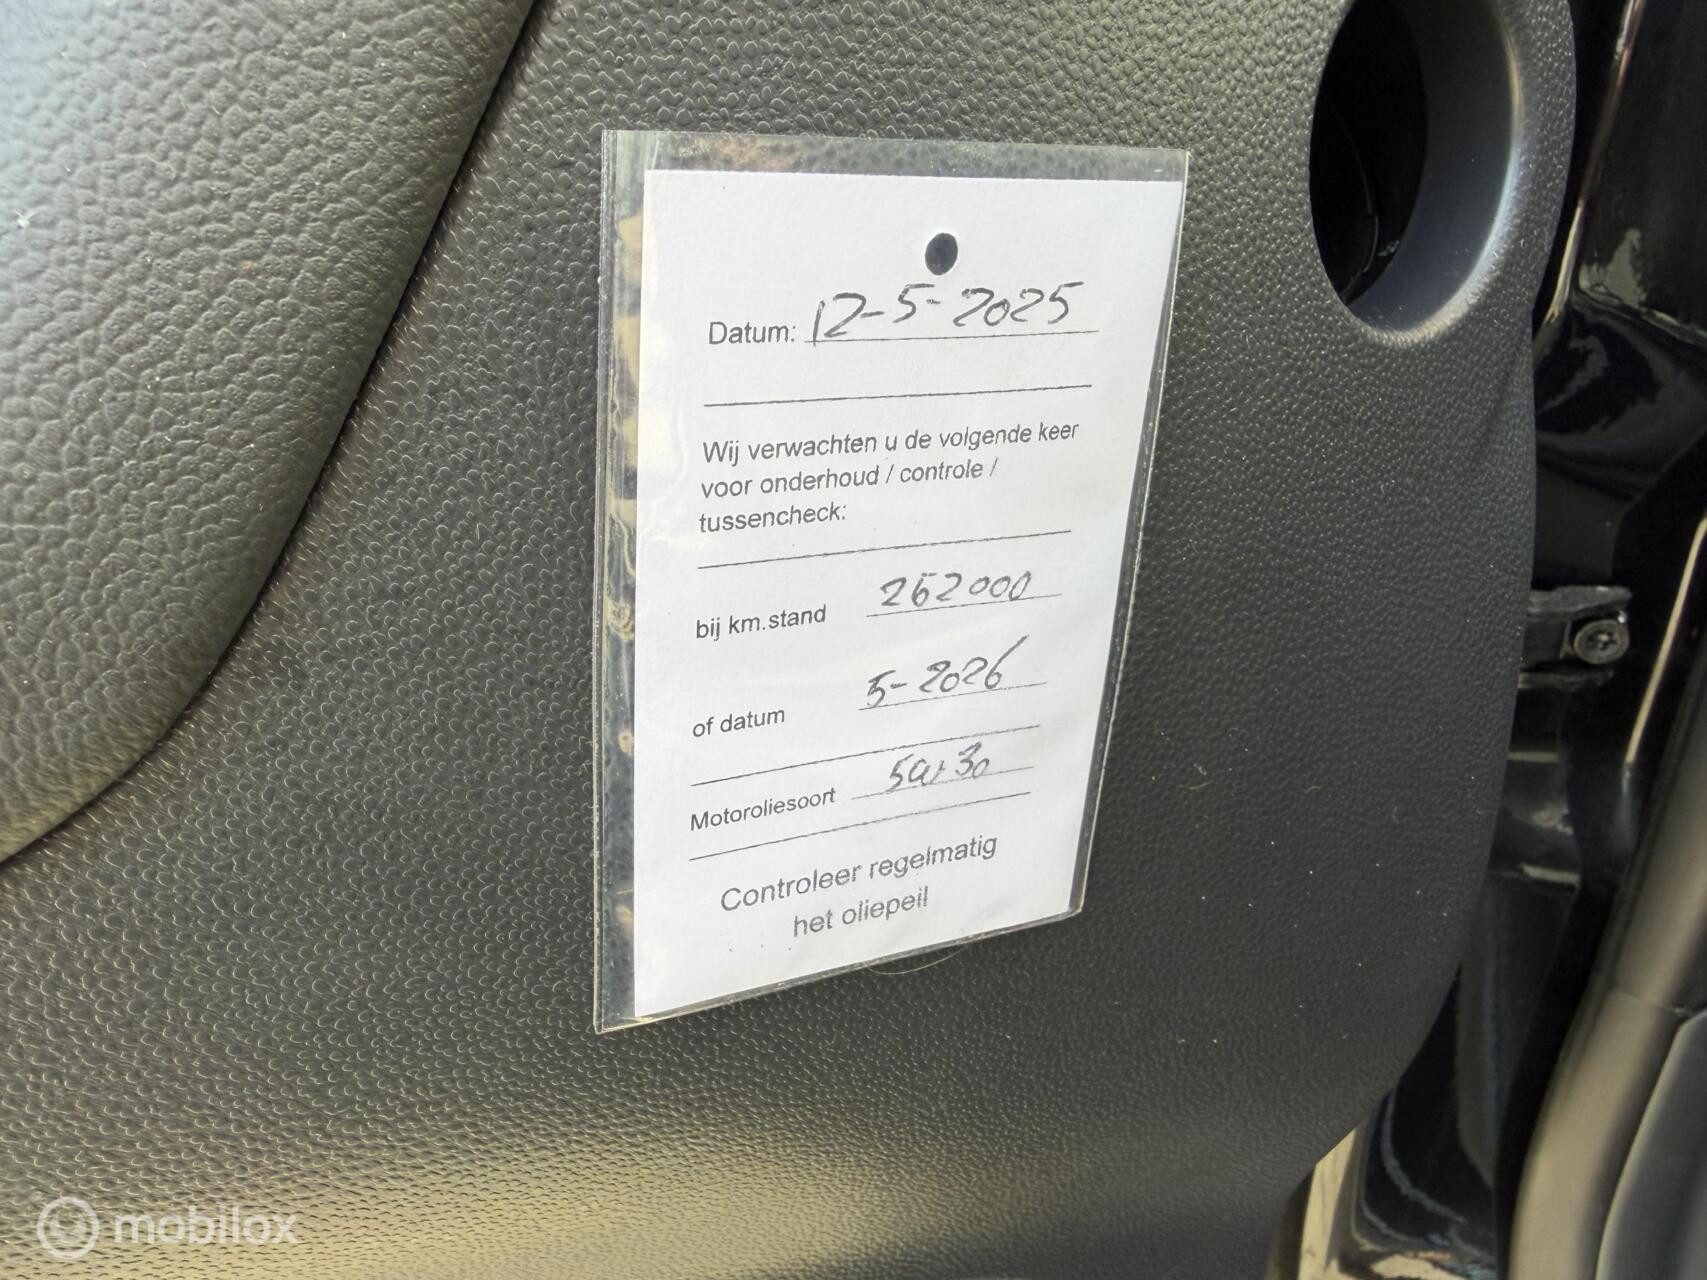 Datum: 12-5-2025
Wij verwachten u de volgende keer
voor onderhoud / controle /
tussencheck:
bij km.stand 262000
of datum 5-2026
Motoroliesoort 5w30
Controleer regelmatig
het oliepeil
mobilox